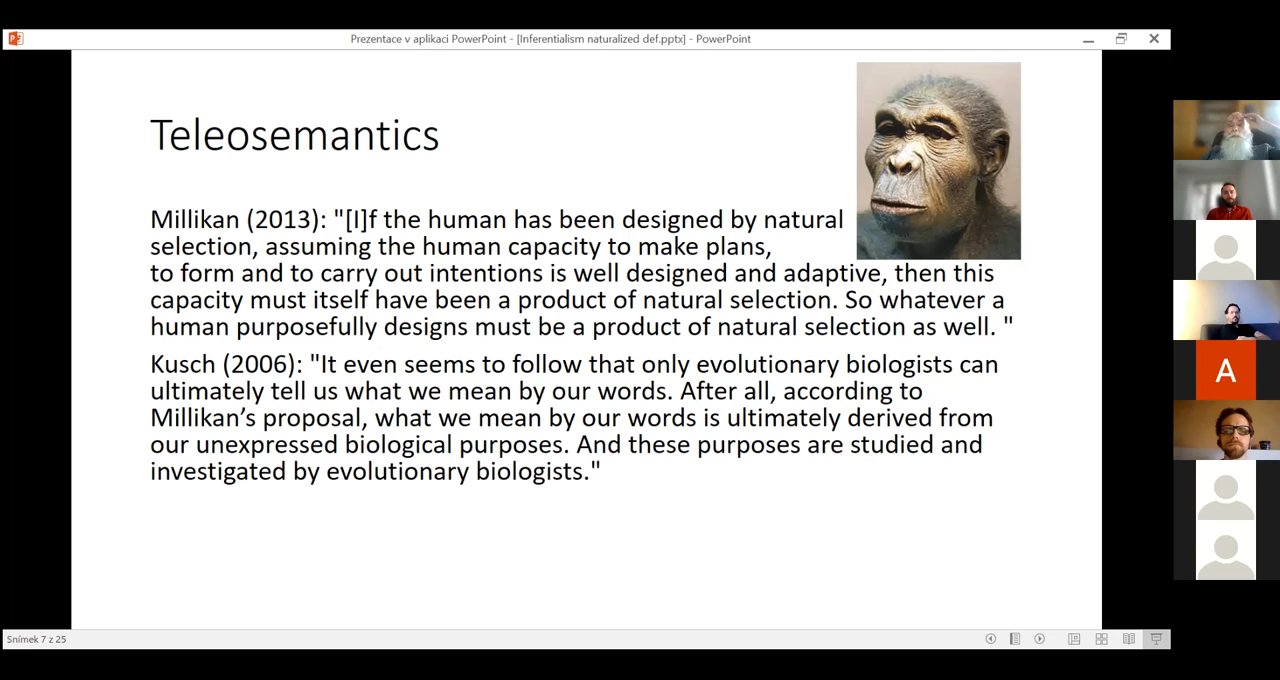 Prezentace v aplikaci PowerPoint - [Inferentialism naturalized def.pptx] - PowerPoint
Teleosemantics
Millikan (2013): "[I]f the human has been designed by natural
selection, assuming the human capacity to make plans,
to form and to carry out intentions is well designed and adaptive, then this
capacity must itself have been a product of natural selection. So whatever a
human purposefully designs must be a product of natural selection as well. "
Kusch (2006): "It even seems to follow that only evolutionary biologists can
ultimately tell us what we mean by our words. After all, according to
Millikan’s proposal, what we mean by our words is ultimately derived from
our unexpressed biological purposes. And these purposes are studied and
investigated by evolutionary biologists."
A
Snímek 7 z 25